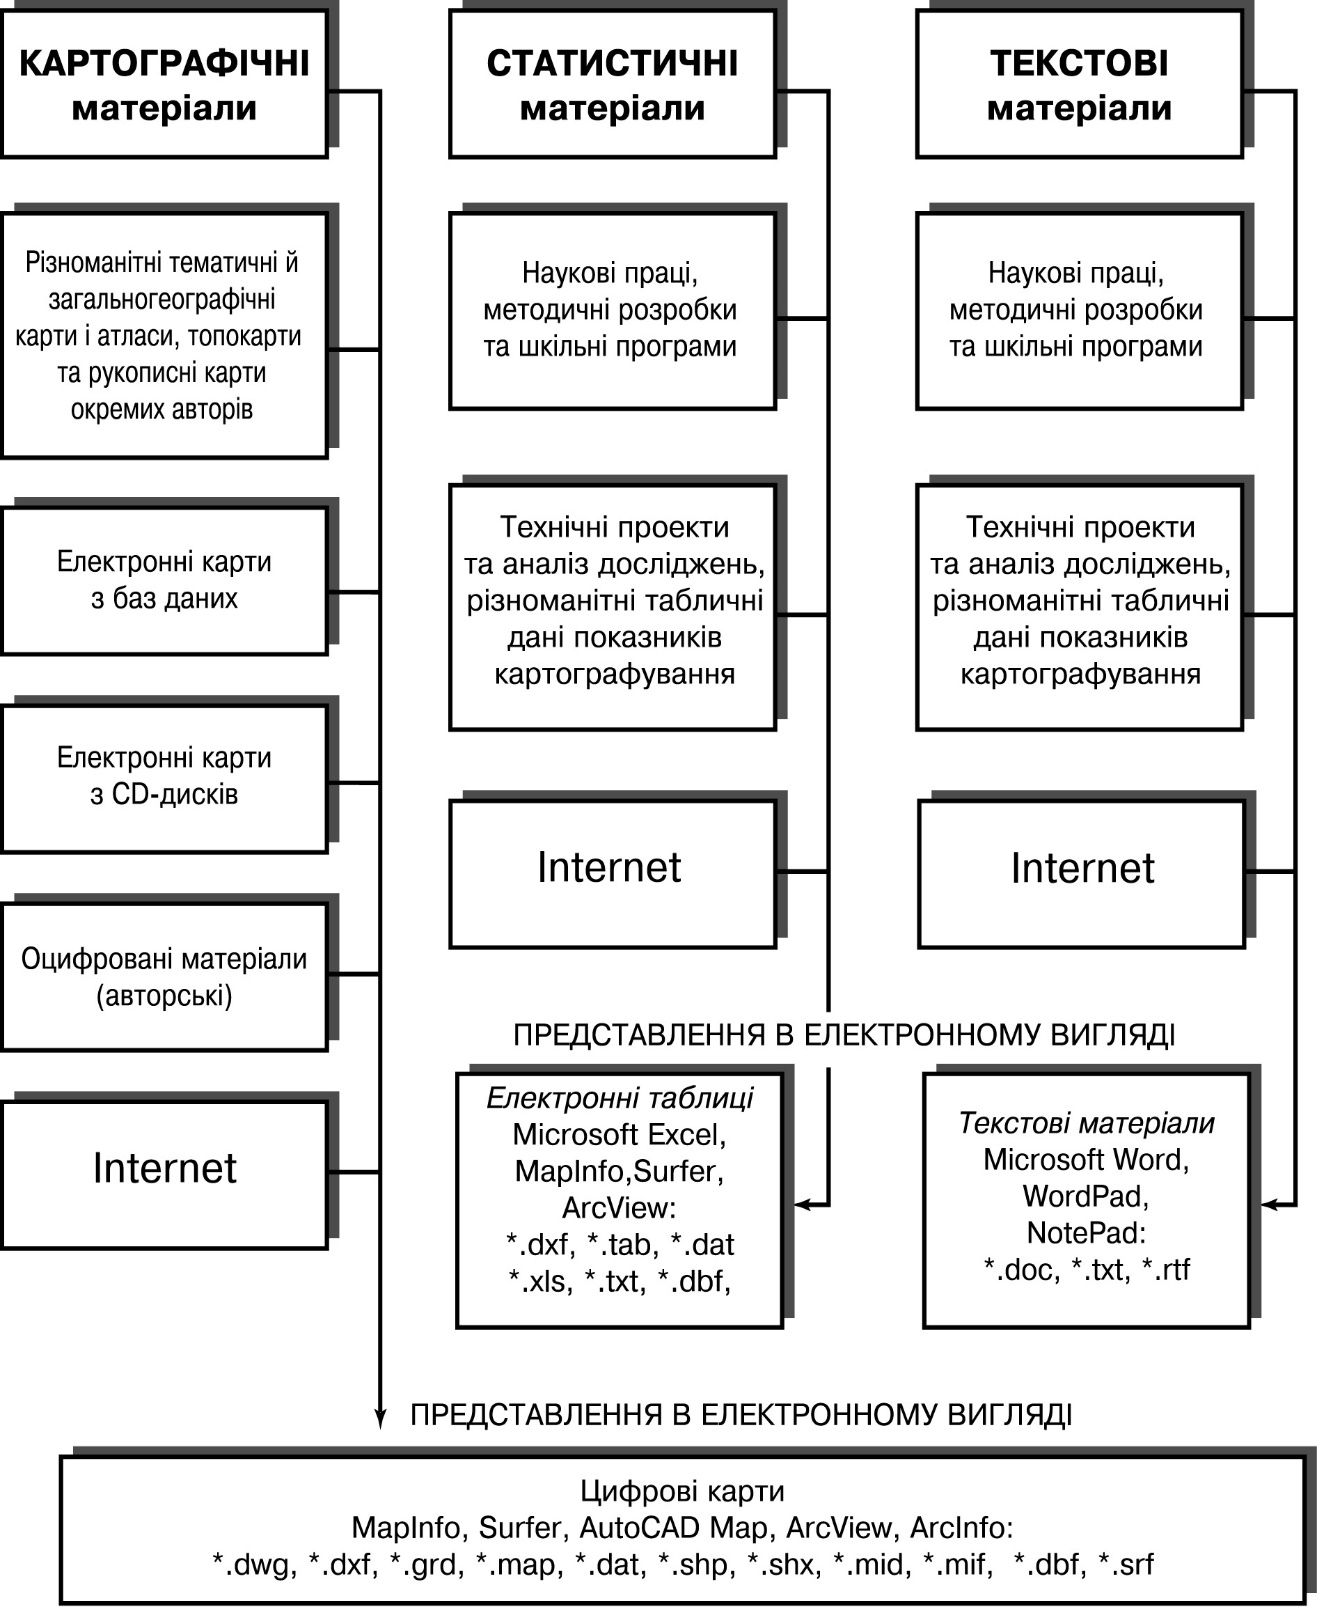 КАРТОГРАФІЧНІ
матеріали
Різноманітні тематичні й
загальногеографічні
карти і атласи, топокарти
та рукописні карти
окремих авторів
Електронні карти
з баз даних
Електронні карти
з CD-дисків
Оцифровані матеріали
(авторські)
Internet
СТАТИСТИЧНІ
матеріали
Наукові праці,
методичні розробки
та шкільні програми
Технічні проекти
та аналіз досліджень,
різноманітні табличні
дані показників
картографування
Internet
ТЕКСТОВІ
матеріали
Наукові праці,
методичні розробки
та шкільні програми
Технічні проекти
та аналіз досліджень,
різноманітні табличні
дані показників
картографування
Internet
ПРЕДСТАВЛЕННЯ В ЕЛЕКТРОННОМУ ВИГЛЯДІ
Електронні таблиці
Microsoft Excel,
MapInfo,Surfer,
ArcView:
*.dxf, *.tab, *.dat
*.xls, *.txt, *.dbf,
Текстові матеріали
Microsoft Word,
WordPad,
NotePad:
*.doc, *.txt, *.rtf
ПРЕДСТАВЛЕННЯ В ЕЛЕКТРОННОМУ ВИГЛЯДІ
Цифрові карти
MapInfo, Surfer, AutoCAD Map, ArcView, ArcInfo:
*.dwg, *.dxf, *.grd, *.map, *.dat, *.shp, *.shx, *.mid, *.mif, *.dbf, *.srf